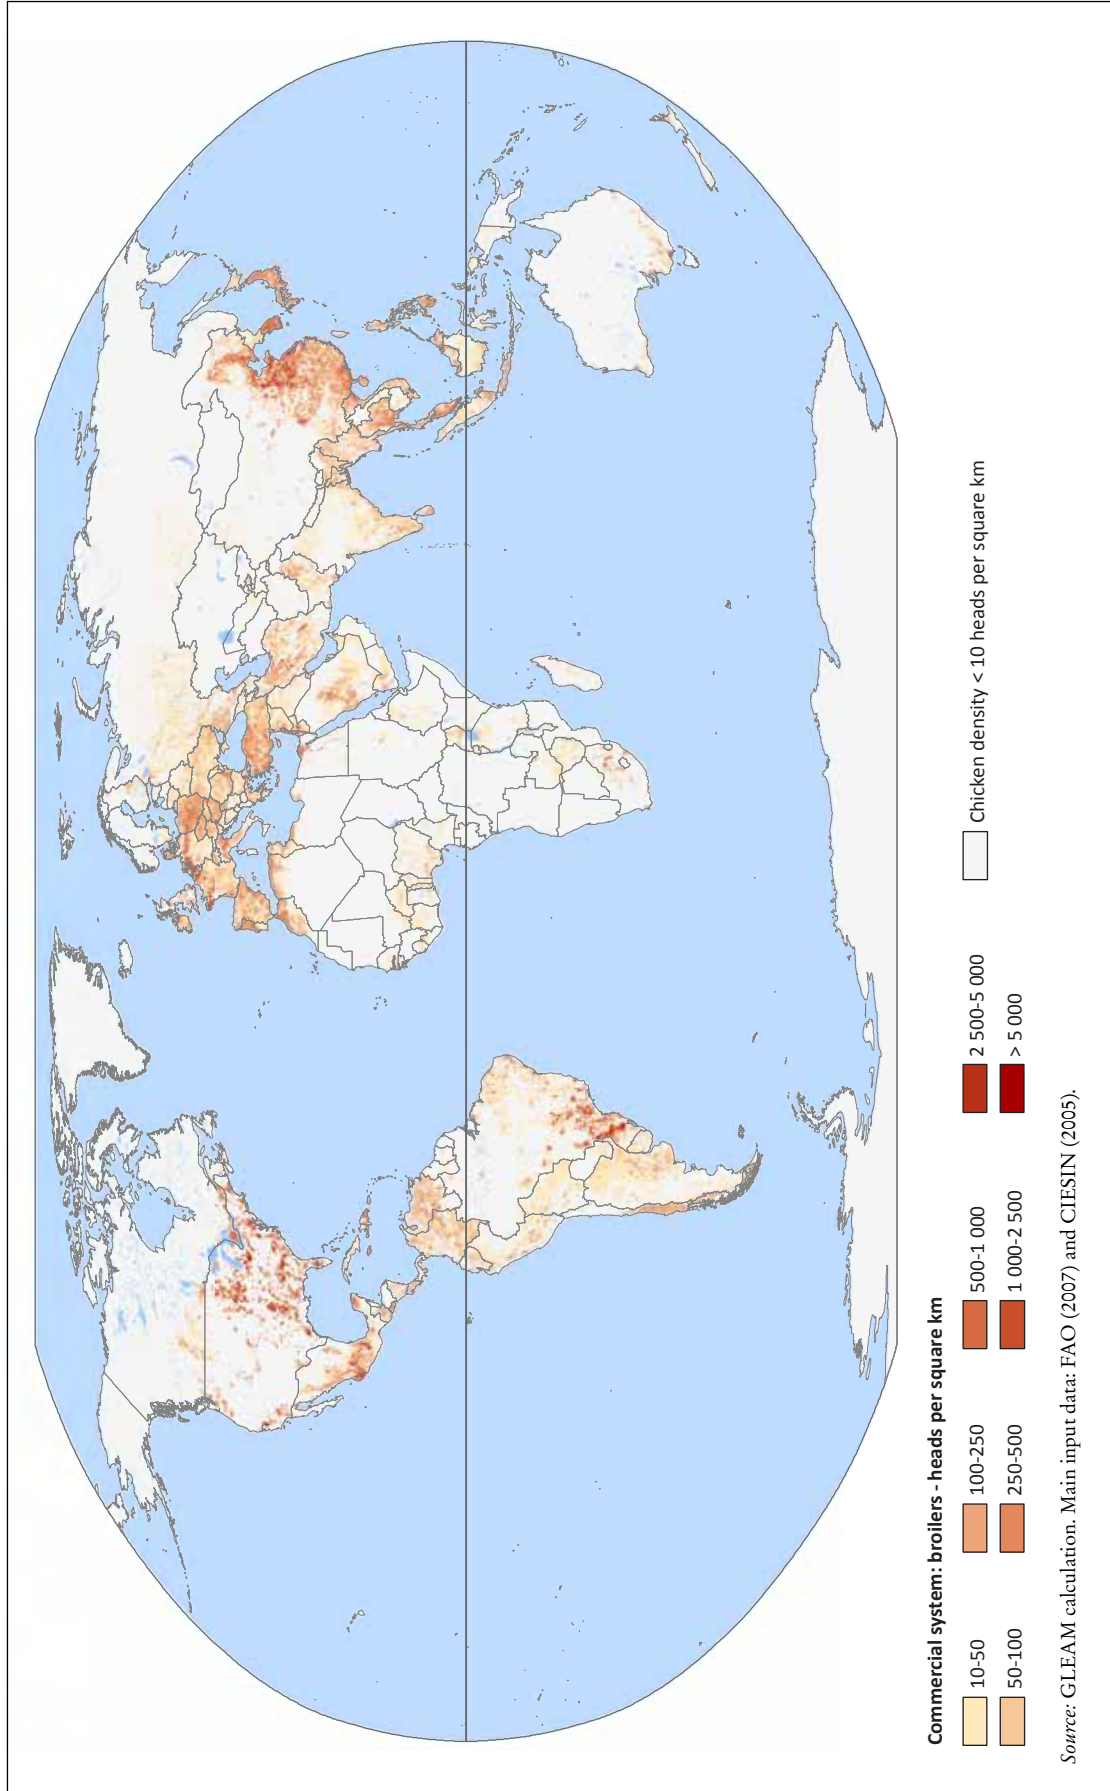 Commercial system: broilers - heads per square km
10-50
100-250
500-1 000
2 500-5 000
Chicken density < 10 heads per square km
50-100
250-500
1 000-2 500
> 5 000
Source: GLEAM calculation. Main input data: FAO (2007) and CIESIN (2005).